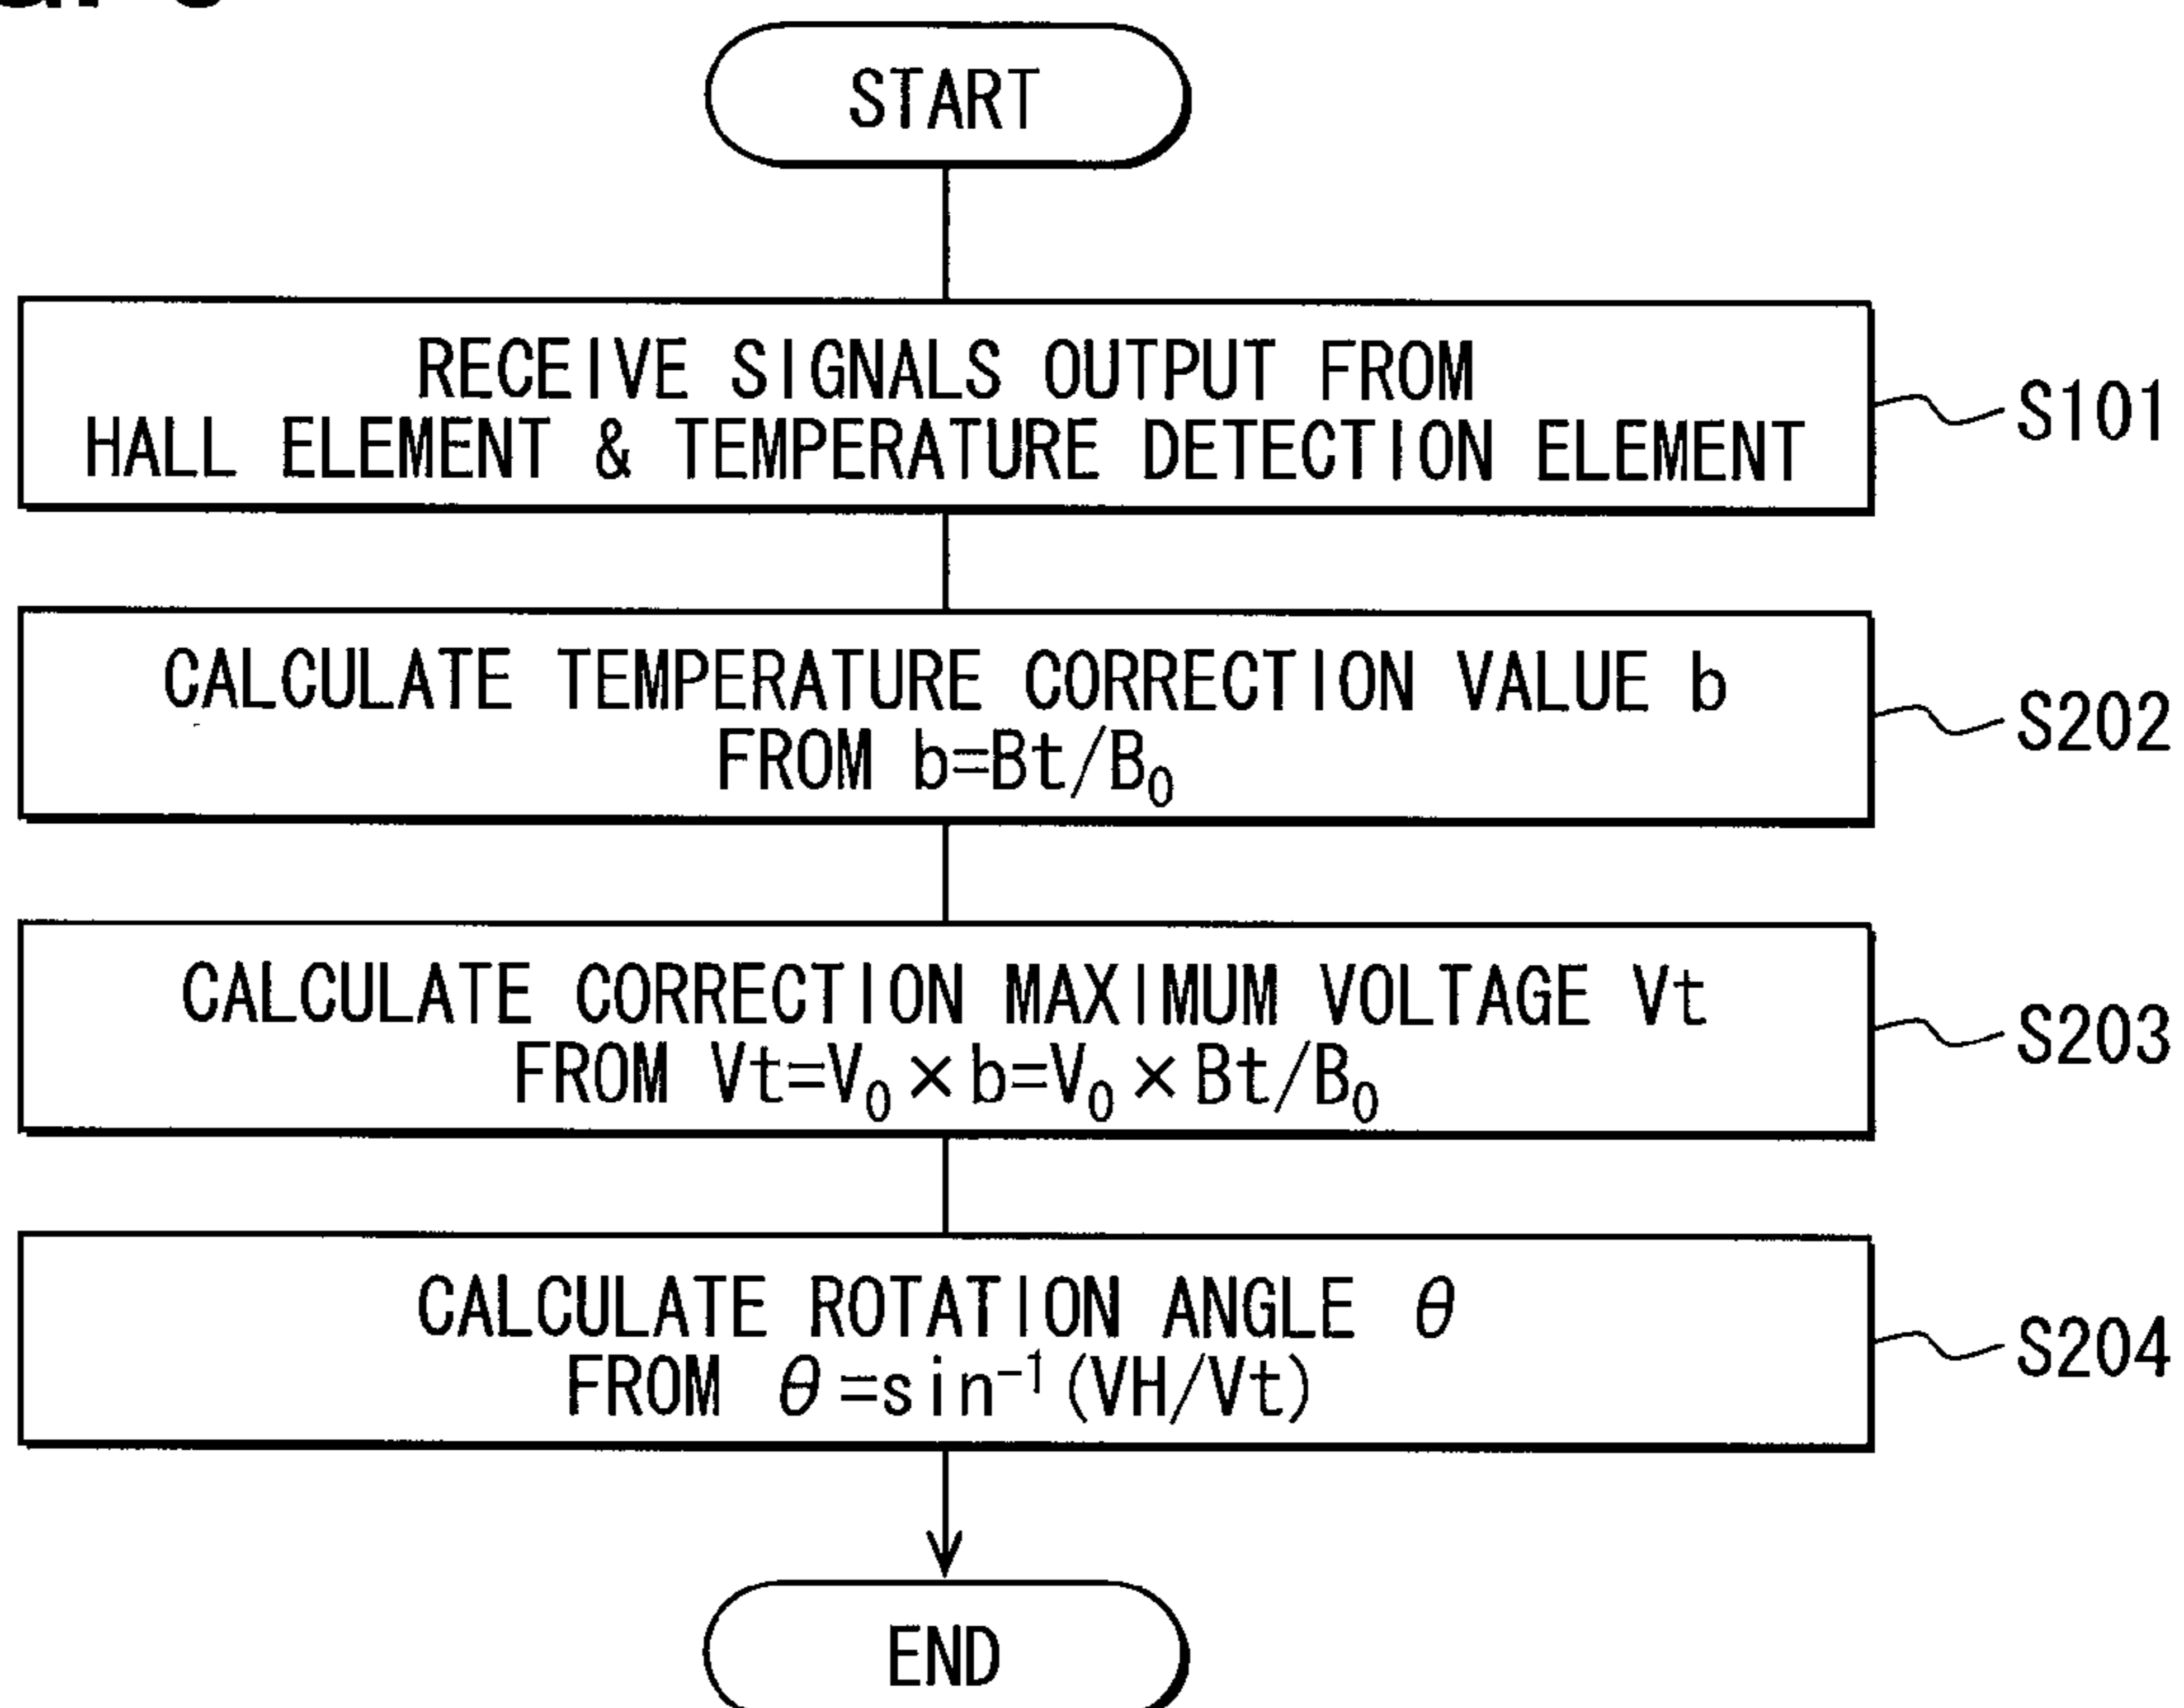 START
RECEIVE SIGNALS OUTPUT FROM
HALL ELEMENT & TEMPERATURE DETECTION ELEMENT
S101
CALCULATE TEMPERATURE CORRECTION VALUE b
FROM b=Bt/B₀
S202
CALCULATE CORRECTION MAXIMUM VOLTAGE Vt
FROM Vt=V₀×b=V₀×Bt/B₀
S203
CALCULATE ROTATION ANGLE θ
FROM θ=sin⁻¹(VH/Vt)
S204
END